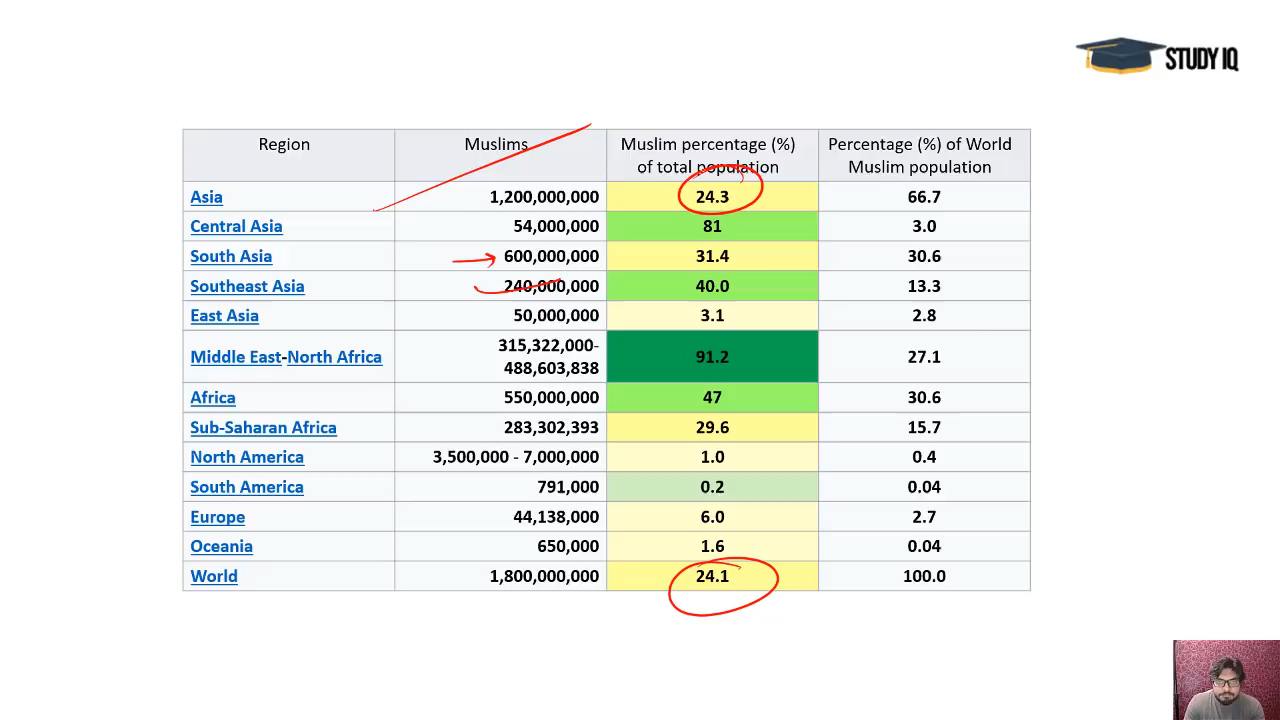 STUDY IQ
Region Muslims Muslim percentage (%) of total population Percentage (%) of World Muslim population
Asia 1,200,000,000 24.3 66.7
Central Asia 54,000,000 81 3.0
South Asia 600,000,000 31.4 30.6
Southeast Asia 240,000,000 40.0 13.3
East Asia 50,000,000 3.1 2.8
Middle East-North Africa 315,322,000-488,603,838 91.2 27.1
Africa 550,000,000 47 30.6
Sub-Saharan Africa 283,302,393 29.6 15.7
North America 3,500,000 - 7,000,000 1.0 0.4
South America 791,000 0.2 0.04
Europe 44,138,000 6.0 2.7
Oceania 650,000 1.6 0.04
World 1,800,000,000 24.1 100.0